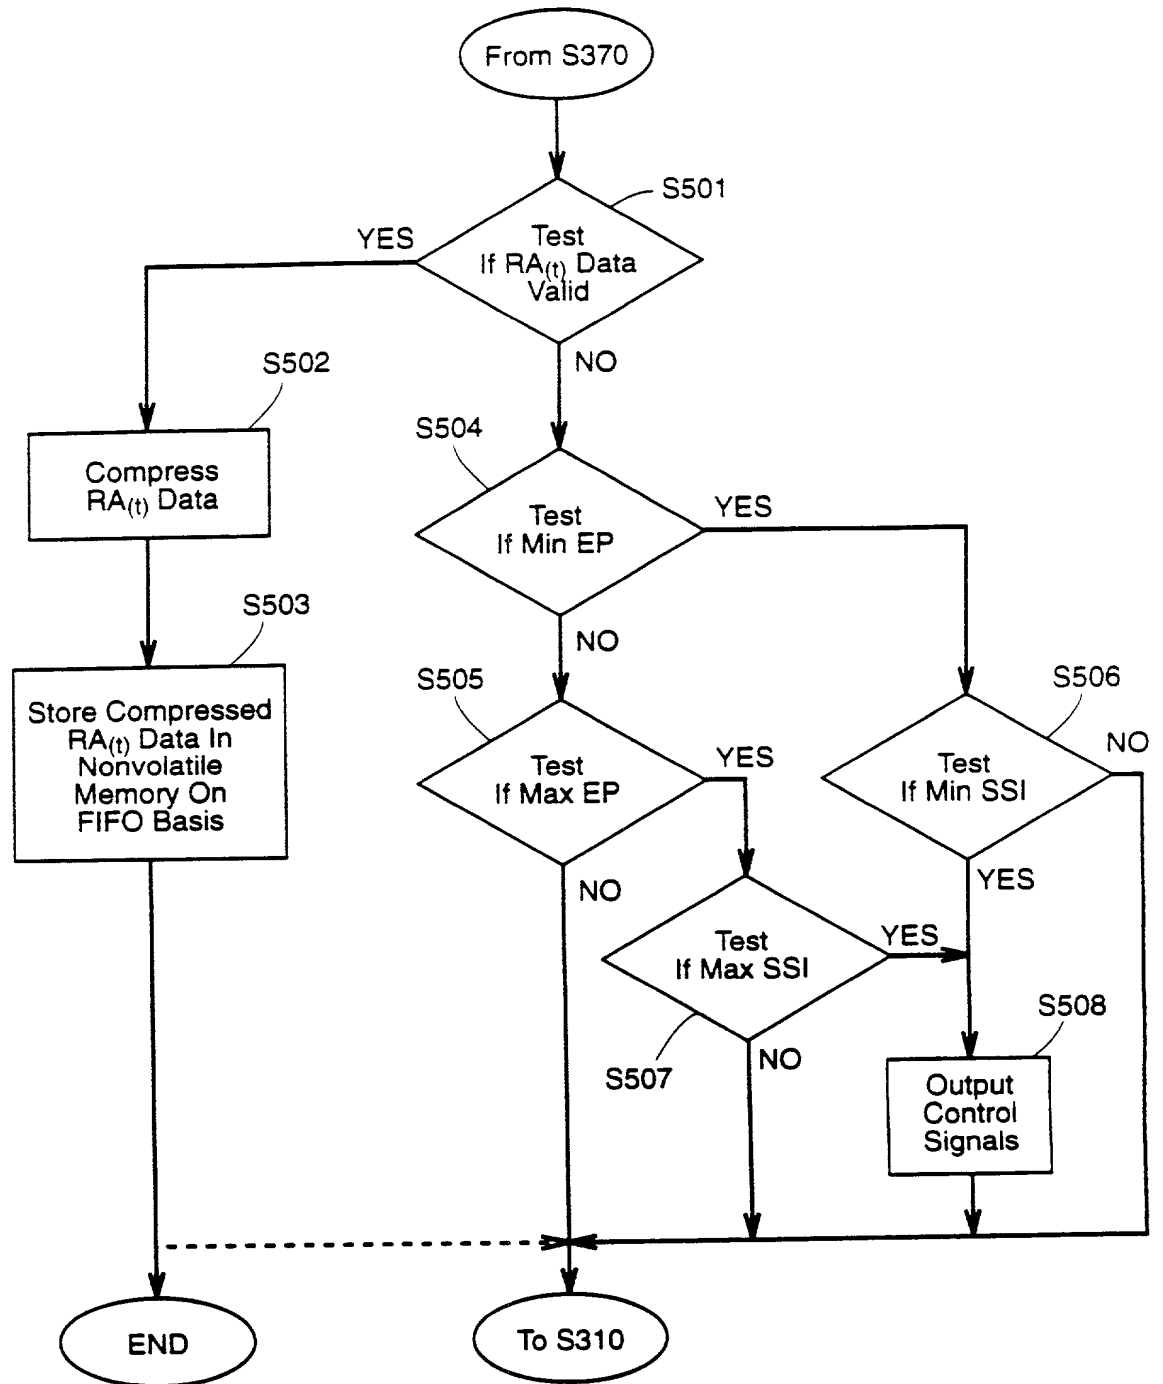 From S370
S501
YES
Test
If RA(t) Data
Valid
NO
S502
Compress
RA(t) Data
S504
Test
If Min EP
YES
NO
S503
Store Compressed
RA(t) Data In
Nonvolatile
Memory On
FIFO Basis
S505
Test
If Max EP
YES
NO
S506
Test
If Min SSI
NO
YES
Test
If Max SSI
YES
S507
NO
S508
Output
Control
Signals
END
To S310